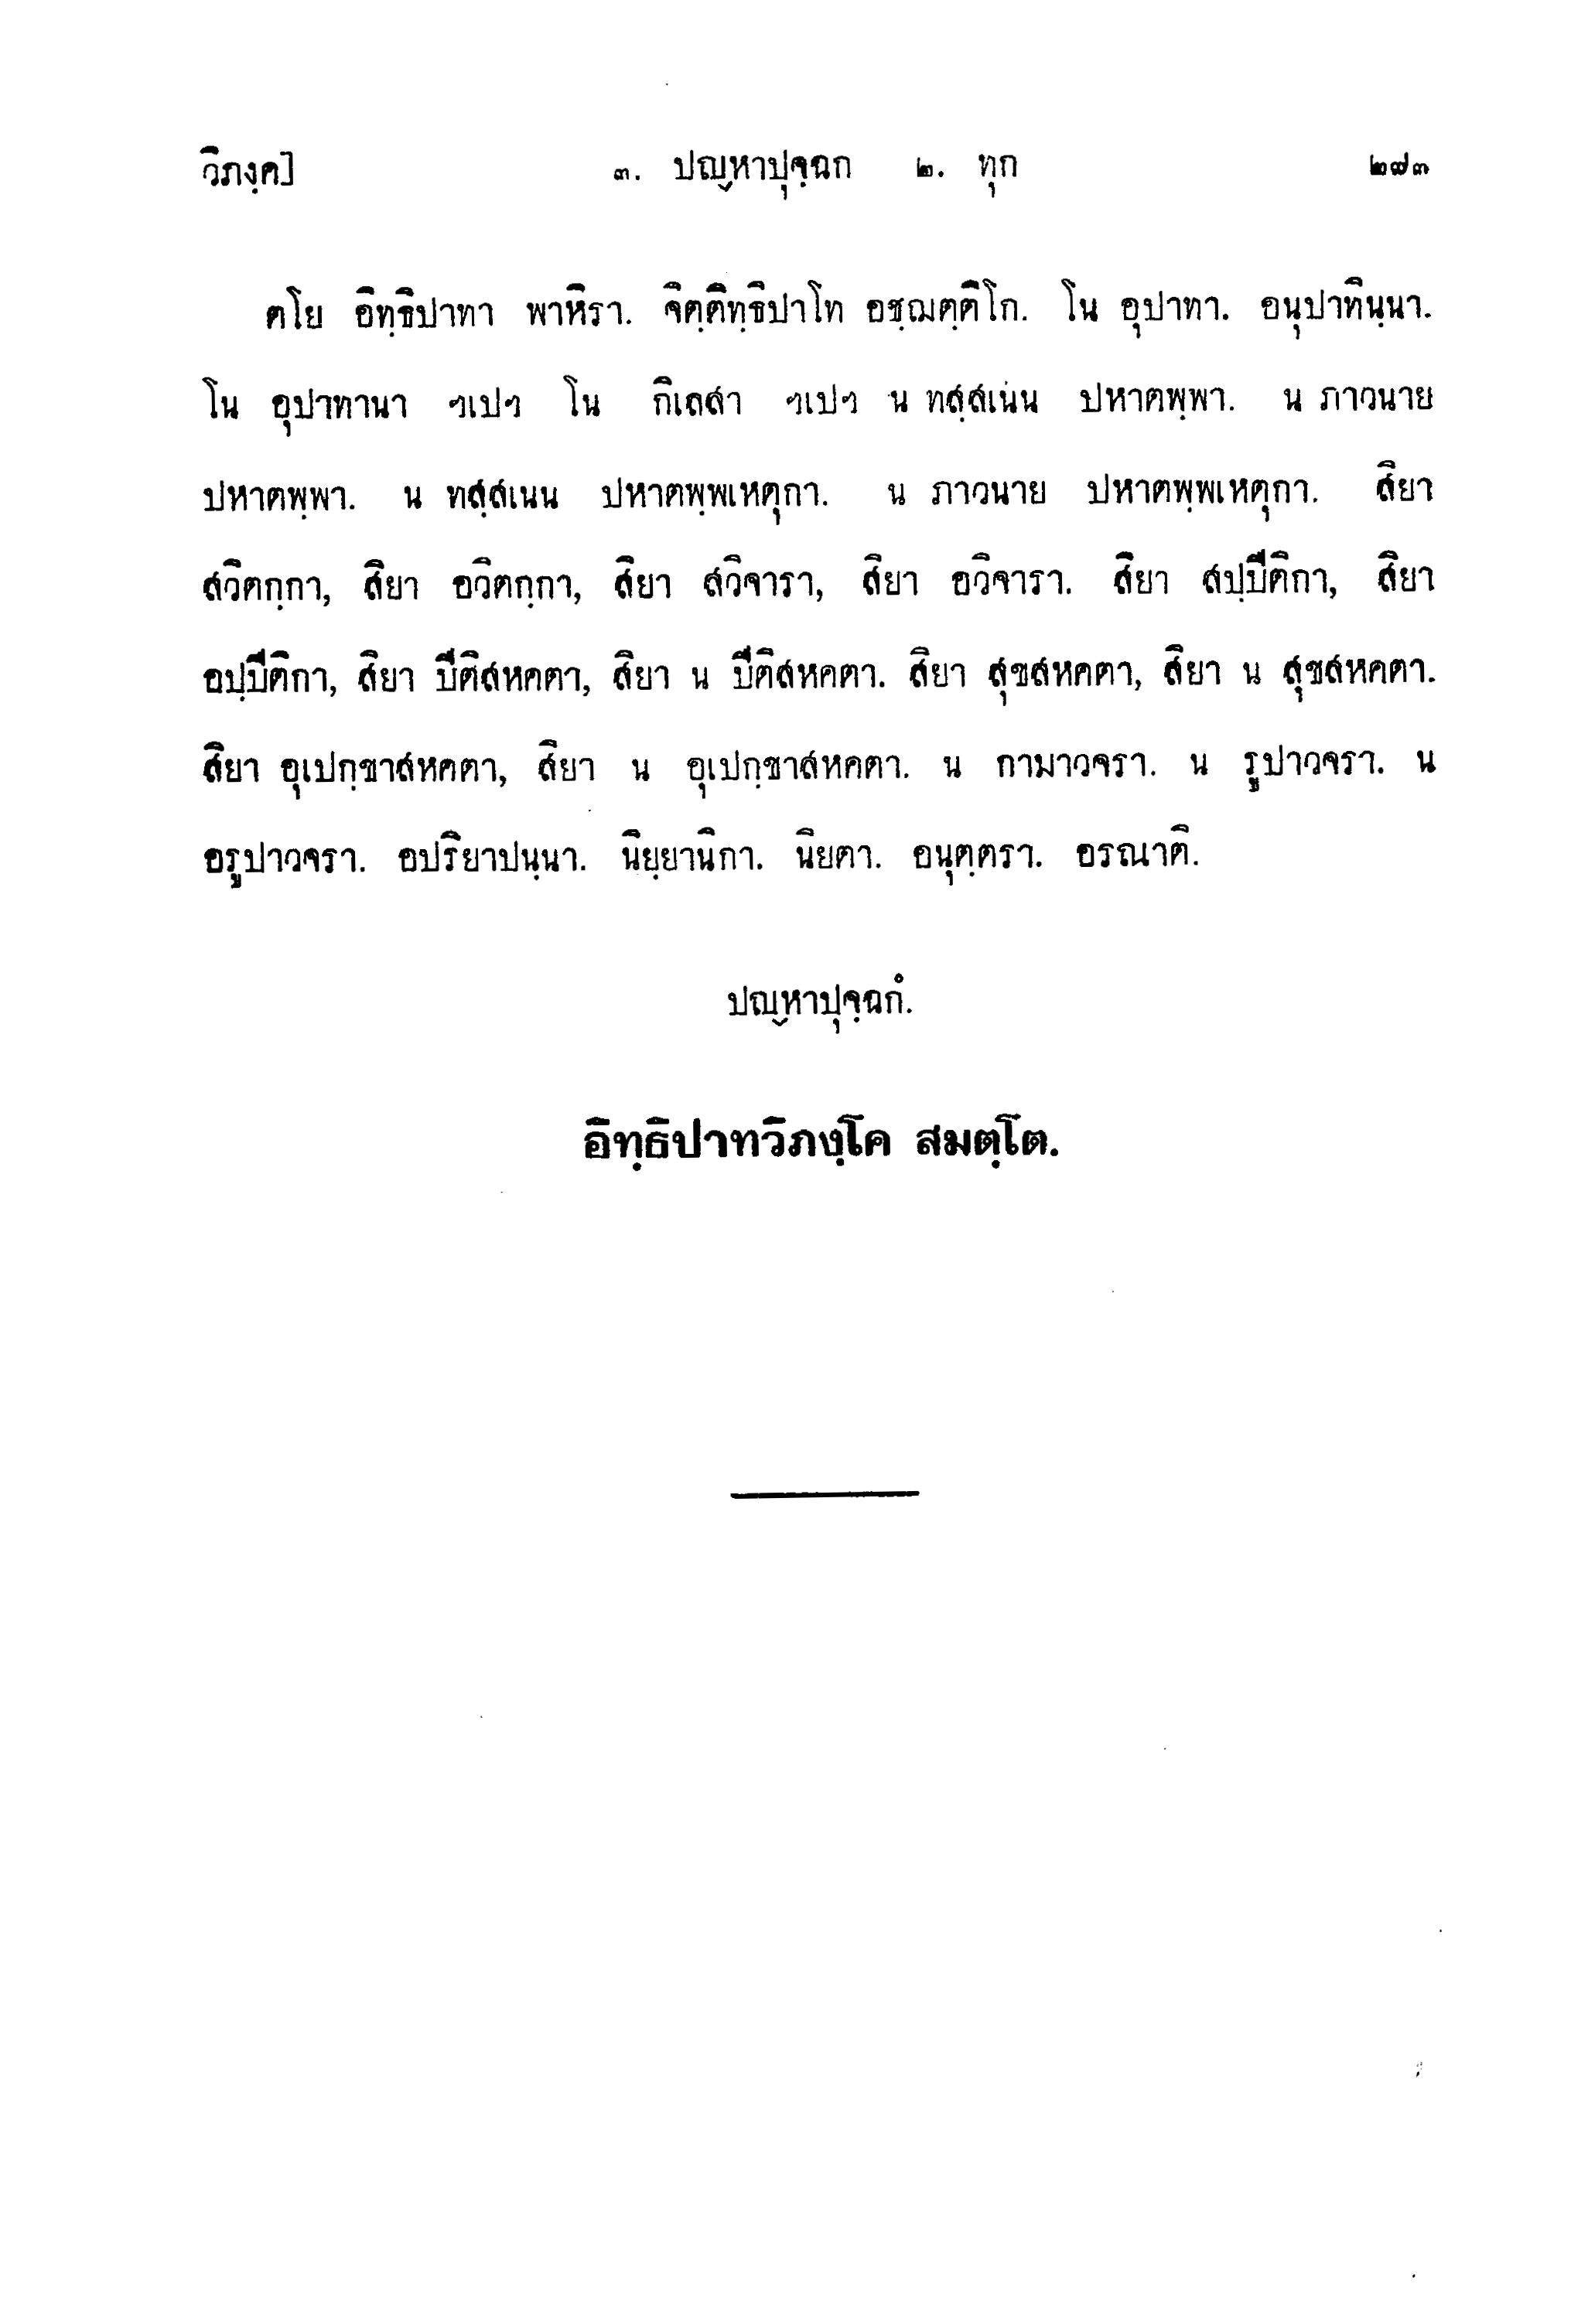 วิภงฺค] ๓. ปญฺหาปุจฺฉก ๒. ทุก ๒๗๓
ตโย อิทฺธิปาทา พาหิรา. จิตฺติทฺธิปาโท อชฺฌตฺติโก. โน อุปาทา. อนุปาทินฺนา.
โน อุปาทานา ฯเปฯ โน กิเลสา ฯเปฯ น ทสฺสเนน ปหาตพฺพา. น ภาวนาย
ปหาตพฺพา. น ทสฺสเนน ปหาตพฺพเหตุกา. น ภาวนาย ปหาตพฺพเหตุกา. สิยา
สวิตกฺกา, สิยา อวิตกฺกา, สิยา สวิจารา, สิยา อวิจารา. สิยา สปฺปีติกา, สิยา
อปฺปีติกา, สิยา ปีติสหคตา, สิยา น ปีติสหคตา. สิยา สุขสหคตา, สิยา น สุขสหคตา.
สิยา อุเปกฺขาสหคตา, สิยา น อุเปกฺขาสหคตา. น กามาวจรา. น รูปาวจรา. น
อรูปาวจรา. อปริยาปนฺนา. นิยฺยานิกา. นิยตา. อนุตฺตรา. อรณาติ.
ปญฺหาปุจฺฉกํ.
อิทฺธิปาทวิภงฺโค สมตฺโต.